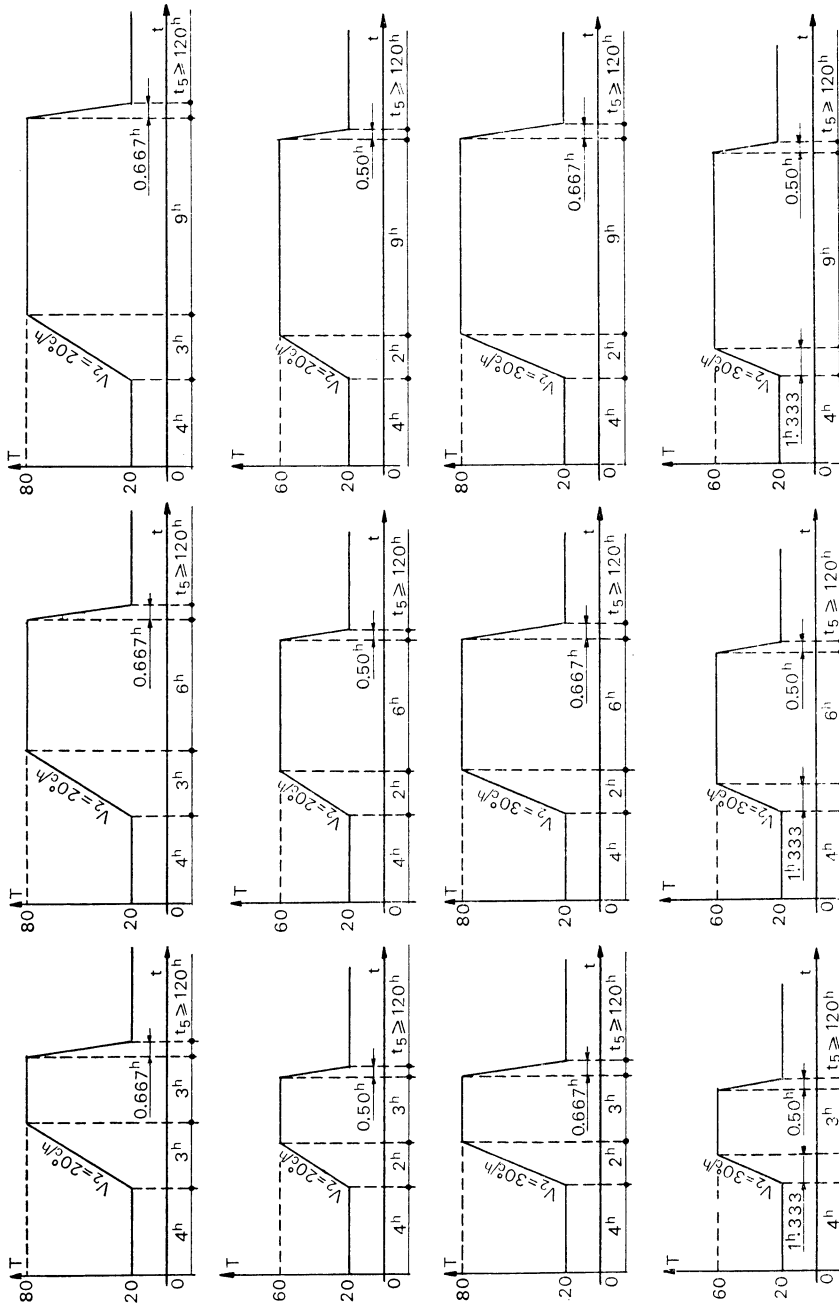 T
80
V₂=20°C/h
20
0.667ʰ
t
0 4ʰ 3ʰ 3ʰ t₅⩾120ʰ
T
80
V₂=20°C/h
20
0.667ʰ
t
0 4ʰ 3ʰ 6ʰ t₅⩾120ʰ
T
80
V₂=20°C/h
20
0.667ʰ
t
0 4ʰ 3ʰ 9ʰ t₅⩾120ʰ
T
60
V₂=20°C/h
20
0.50ʰ
t
0 4ʰ 2ʰ 3ʰ t₅⩾120ʰ
T
60
V₂=20°C/h
20
0.50ʰ
t
0 4ʰ 2ʰ 6ʰ t₅⩾120ʰ
T
60
V₂=20°C/h
20
0.50ʰ
t
0 4ʰ 2ʰ 9ʰ t₅⩾120ʰ
T
80
V₂=30°C/h
20
0.667ʰ
t
0 4ʰ 2ʰ 3ʰ t₅⩾120ʰ
T
80
V₂=30°C/h
20
0.667ʰ
t
0 4ʰ 2ʰ 6ʰ t₅⩾120ʰ
T
80
V₂=30°C/h
20
0.667ʰ
t
0 4ʰ 2ʰ 9ʰ t₅⩾120ʰ
T
60
V₂=30°C/h
20
1ʰ.333 0.50ʰ
t
0 4ʰ 3ʰ t₅⩾120ʰ
T
60
V₂=30°C/h
20
1ʰ.333 0.50ʰ
t
0 4ʰ 6ʰ t₅⩾120ʰ
T
60
V₂=30°C/h
20
1ʰ.333 0.50ʰ
t
0 4ʰ 9ʰ t₅⩾120ʰ